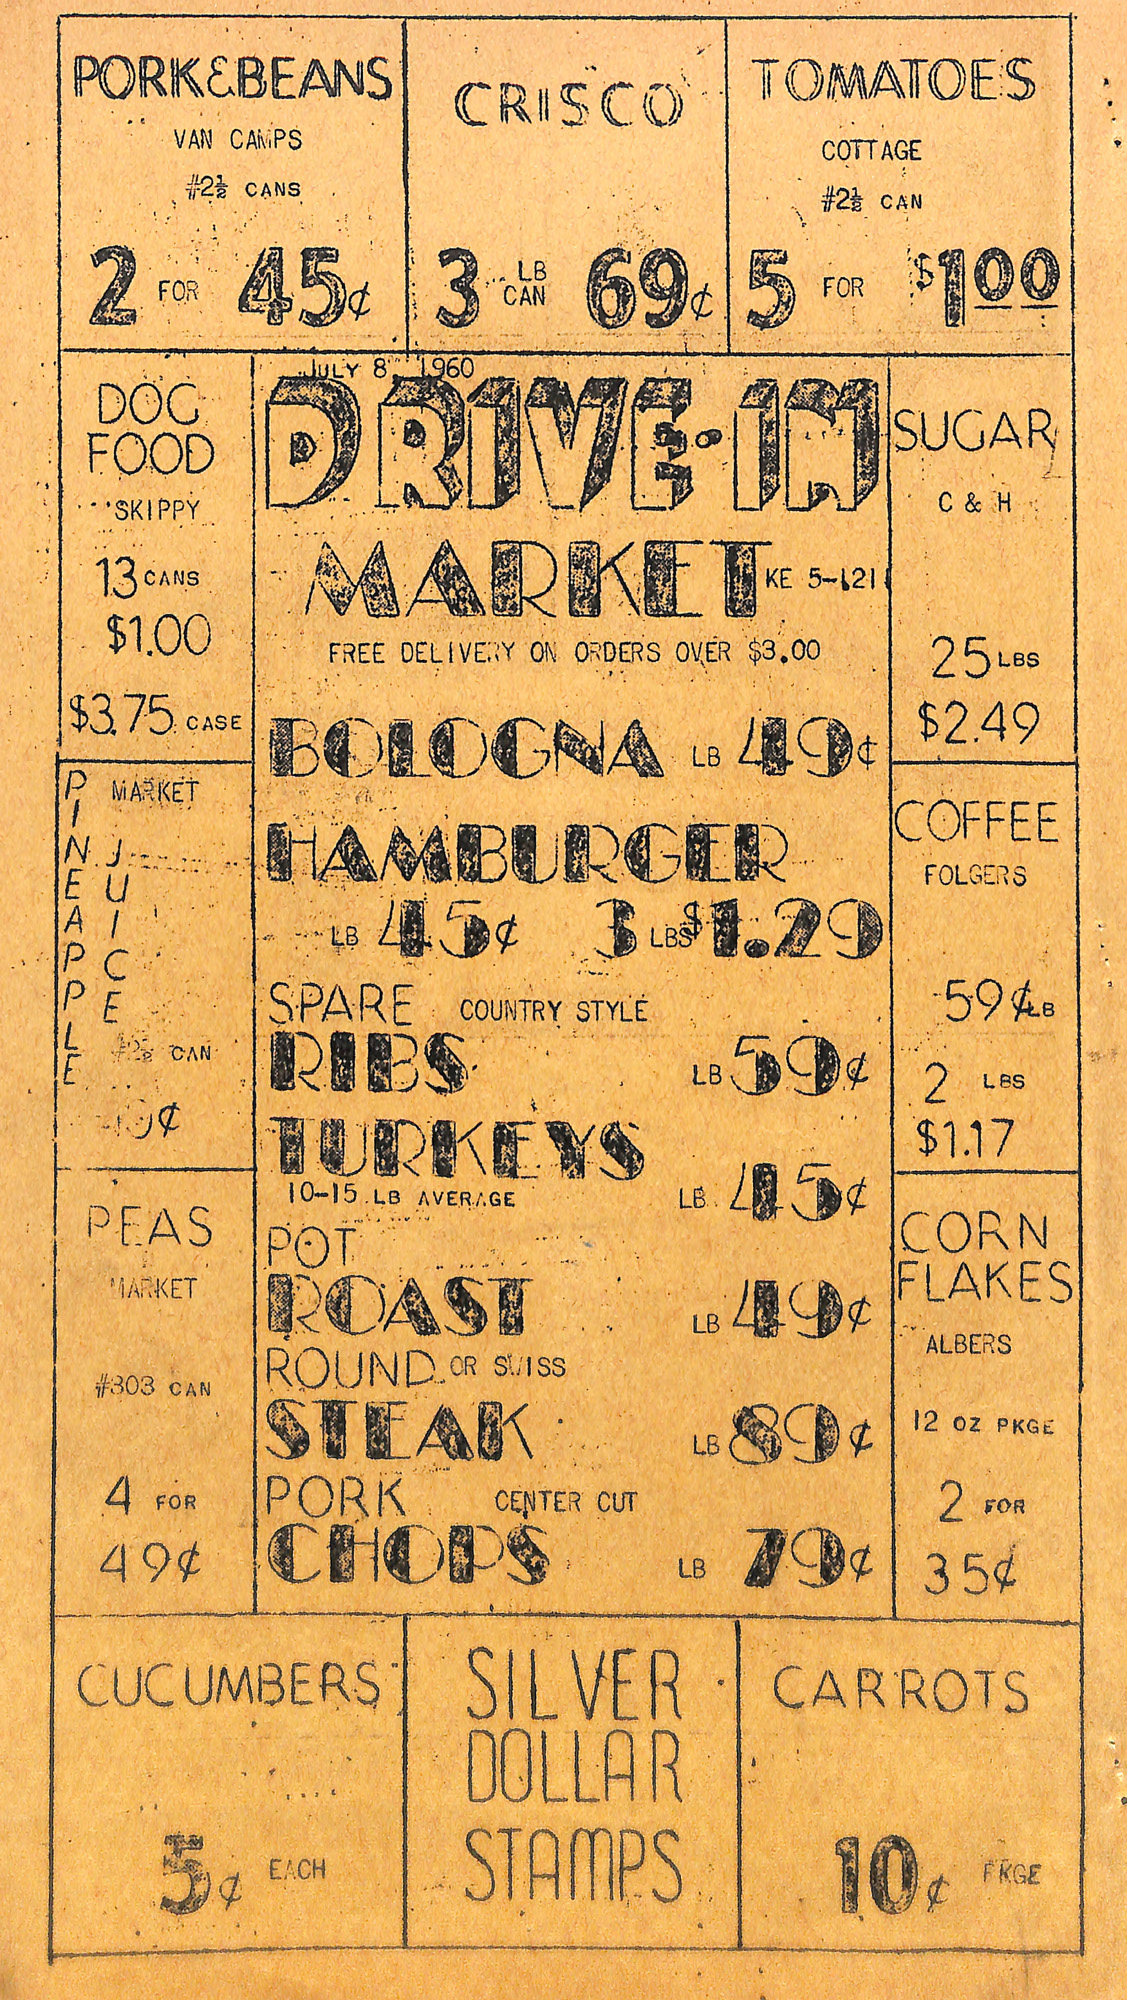 PORK&BEANS
VAN CAMPS
#2½ CANS
2 FOR 45¢
CRISCO
3 LB CAN 69¢
TOMATOES
COTTAGE
#2½ CAN
5 FOR $1.00
JULY 8, 1960
DRIVE-IN
MARKET KE 5-1211
FREE DELIVERY ON ORDERS OVER $3.00
DOG
FOOD
SKIPPY
13 CANS
$1.00
$3.75 CASE
PINEAPPLE
JUICE
MARKET
#2½ CAN
¢
PEAS
MARKET
#303 CAN
4 FOR
49¢
BOLOGNA LB 49¢
HAMBURGER
LB 45¢ 3 LBS $1.29
SPARE COUNTRY STYLE
RIBS LB 59¢
TURKEYS
10-15 LB AVERAGE LB 45¢
POT
ROAST LB 49¢
ROUND OR SWISS
STEAK LB 89¢
PORK CENTER CUT
CHOPS LB 79¢
SUGAR
C & H
25 LBS
$2.49
COFFEE
FOLGERS
59¢ LB
2 LBS
$1.17
CORN
FLAKES
ALBERS
12 OZ PKGE
2 FOR
35¢
CUCUMBERS
5¢ EACH
SILVER
DOLLAR
STAMPS
CARROTS
10¢ PKGE